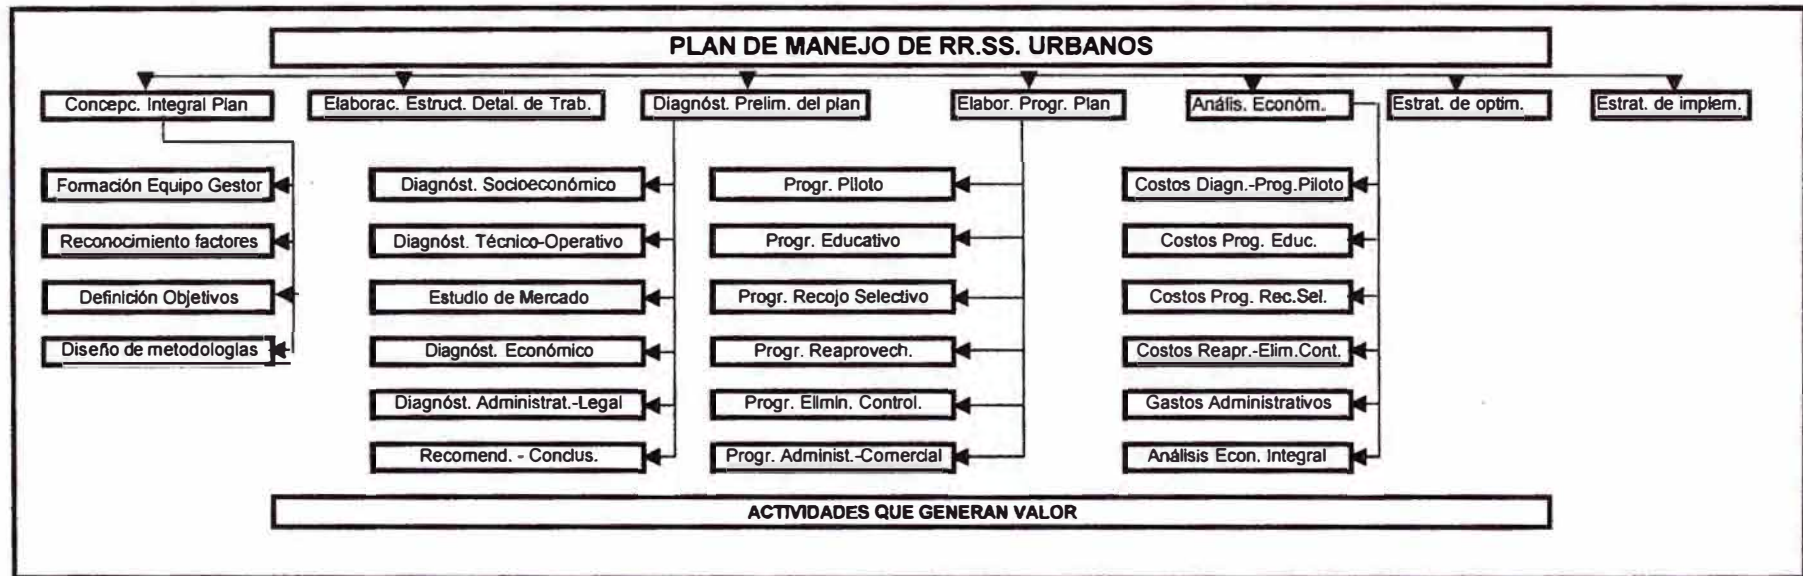 PLAN DE MANEJO DE RR.SS. URBANOS
Concepc. Integral Plan
Elaborac. Estruct. Detal. de Trab.
Diagnóst. Prelim. del plan
Elabor. Progr. Plan
Anális. Económ.
Estrat. de optim.
Estrat. de implem.
Formación Equipo Gestor
Reconocimiento factores
Definición Objetivos
Diseño de metodologías
Diagnóst. Socioeconómico
Diagnóst. Técnico-Operativo
Estudio de Mercado
Diagnóst. Económico
Diagnóst. Administrat.-Legal
Recomend. - Conclus.
Progr. Piloto
Progr. Educativo
Progr. Recojo Selectivo
Progr. Reaprovech.
Progr. Elimin. Control.
Progr. Administ.-Comercial
Costos Diagn.-Prog.Piloto
Costos Prog. Educ.
Costos Prog. Rec.Sel.
Costos Reapr.-Elim.Cont.
Gastos Administrativos
Análisis Econ. Integral
ACTIVIDADES QUE GENERAN VALOR